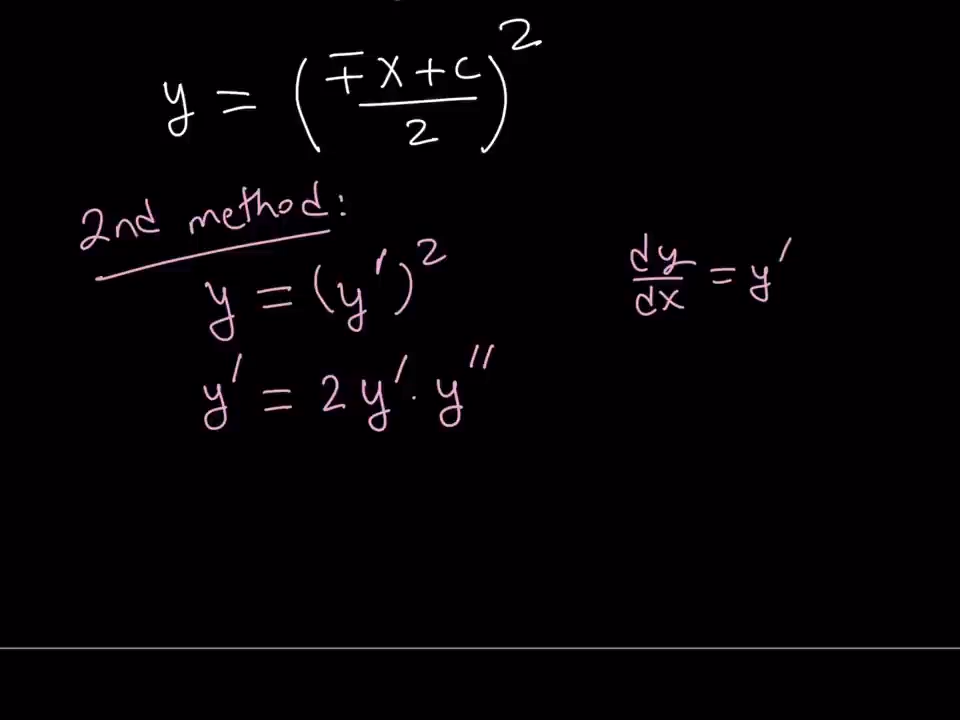 y = (∓x+c/2)²
2nd method:
y = (y')² dy/dx = y'
y' = 2y'·y''